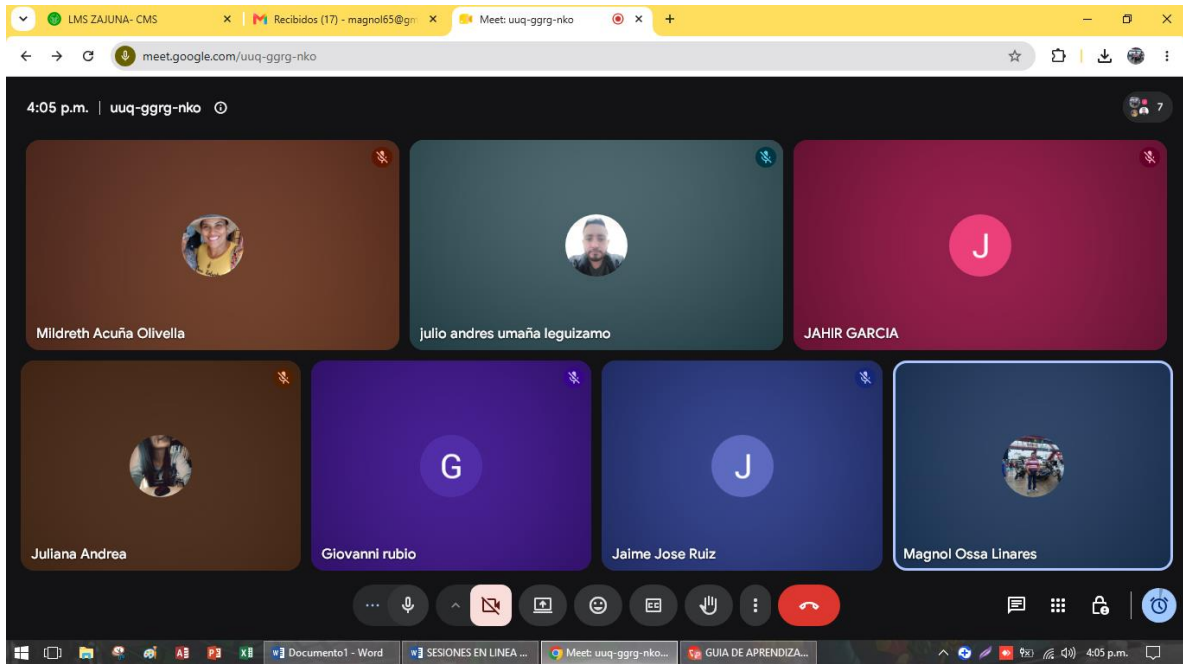 LMS ZAJUNA- CMS
Recibidos (17) - magnol65@gm
Meet: uuq-ggrg-nko
meet.google.com/uuq-ggrg-nko
4:05 p.m. | uuq-ggrg-nko
7
Mildreth Acuña Olivella
julio andres umaña leguizamo
J
JAHIR GARCIA
Juliana Andrea
G
Giovanni rubio
J
Jaime Jose Ruiz
Magnol Ossa Linares
Documento1 - Word
SESIONES EN LINEA ...
Meet: uuq-ggrg-nko...
GUIA DE APRENDIZA...
4:05 p.m.